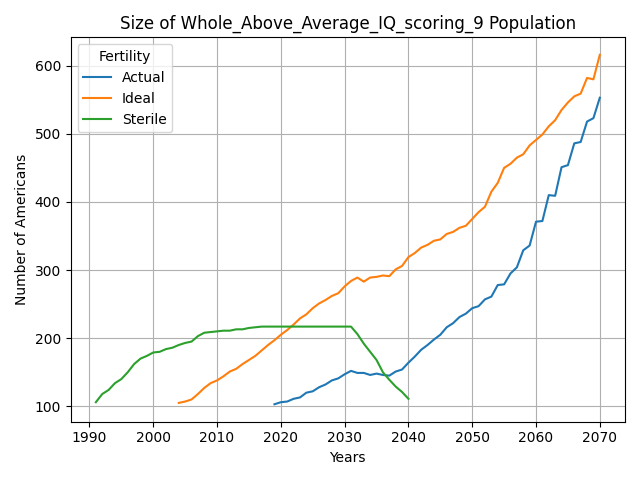 Size of Whole_Above_Average_IQ_scoring_9 Population
Fertility
Actual
Ideal
Sterile
Number of Americans
600
500
400
300
200
100
1990 2000 2010 2020 2030 2040 2050 2060 2070
Years